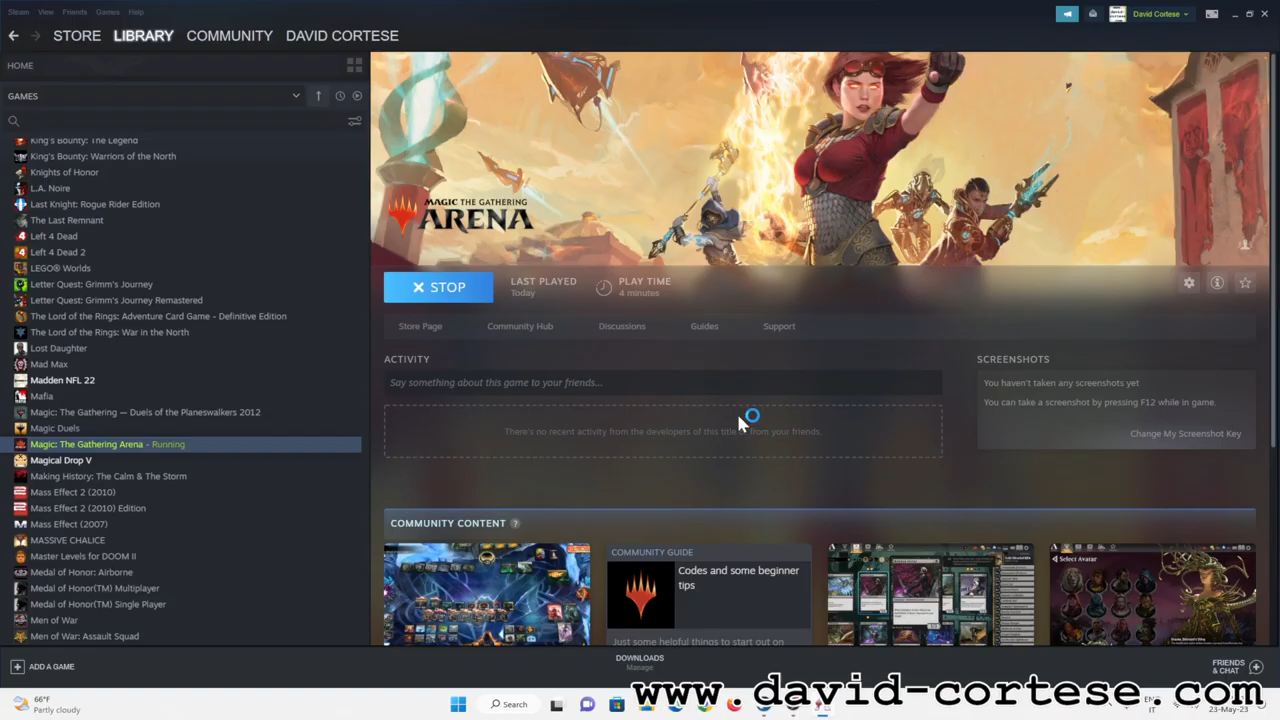 Steam View Friends Games Help
David Cortese
STORE LIBRARY COMMUNITY DAVID CORTESE
HOME
GAMES
King's Bounty: The Legend
King's Bounty: Warriors of the North
Knights of Honor
L.A. Noire
Last Knight: Rogue Rider Edition
The Last Remnant
Left 4 Dead
Left 4 Dead 2
LEGO® Worlds
Letter Quest: Grimm's Journey
Letter Quest: Grimm's Journey Remastered
The Lord of the Rings: Adventure Card Game - Definitive Edition
The Lord of the Rings: War in the North
Lost Daughter
Mad Max
Madden NFL 22
Mafia
Magic: The Gathering — Duels of the Planeswalkers 2012
Magic Duels
Magic: The Gathering Arena - Running
Magical Drop V
Making History: The Calm & The Storm
Mass Effect 2 (2010)
Mass Effect 2 (2010) Edition
Mass Effect (2007)
MASSIVE CHALICE
Master Levels for DOOM II
Medal of Honor: Airborne
Medal of Honor(TM) Multiplayer
Medal of Honor(TM) Single Player
Men of War
Men of War: Assault Squad
ADD A GAME
MAGIC THE GATHERING
ARENA
STOP
LAST PLAYED
Today
PLAY TIME
4 minutes
Store Page Community Hub Discussions Guides Support
ACTIVITY
Say something about this game to your friends...
There's no recent activity from the developers of this title or from your friends.
SCREENSHOTS
You haven't taken any screenshots yet
You can take a screenshot by pressing F12 while in game.
Change My Screenshot Key
COMMUNITY CONTENT ?
COMMUNITY GUIDE
Codes and some beginner
tips
Just some helpful things to start out on
Select Avatar
DOWNLOADS
Manage
FRIENDS
& CHAT
66°F
Partly cloudy
Search
IT
23-May-23
www.david-cortese.com